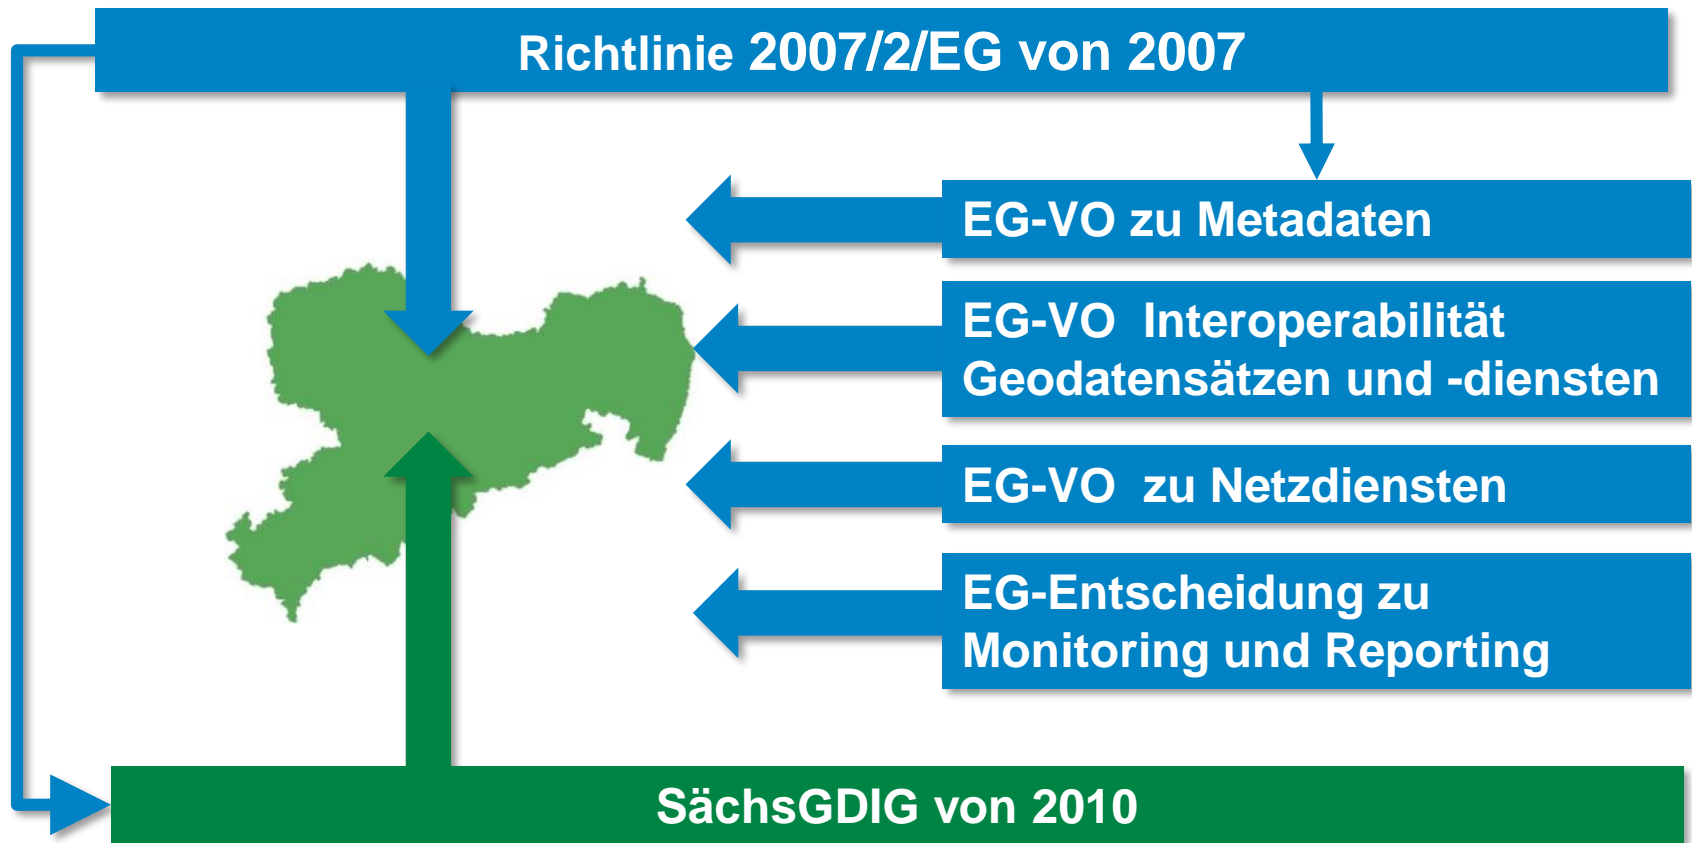 Richtlinie 2007/2/EG von 2007
EG-VO zu Metadaten
EG-VO Interoperabilität
Geodatensätzen und -diensten
EG-VO zu Netzdiensten
EG-Entscheidung zu
Monitoring und Reporting
SächsGDIG von 2010